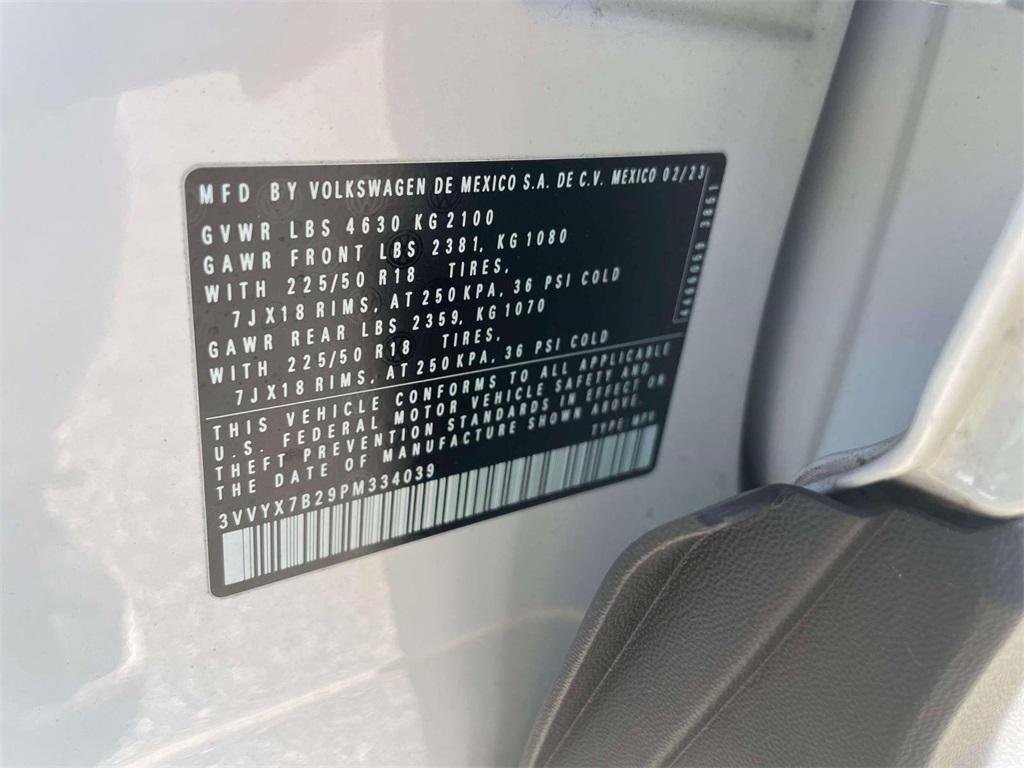 MFD BY VOLKSWAGEN DE MEXICO S.A. DE C.V. MEXICO 02/23
GVWR LBS 4630 KG 2100
GAWR FRONT LBS 2381, KG 1080
WITH 225/50 R18 TIRES,
7JX18 RIMS, AT 250 KPA, 36 PSI COLD
GAWR REAR LBS 2359, KG 1070
WITH 225/50 R18 TIRES,
7JX18 RIMS, AT 250 KPA, 36 PSI COLD
THIS VEHICLE CONFORMS TO ALL APPLICABLE
U.S. FEDERAL MOTOR VEHICLE SAFETY AND
THEFT PREVENTION STANDARDS IN EFFECT ON
THE DATE OF MANUFACTURE SHOWN ABOVE.
3VVYX7B29PM334039
TYPE: MPV